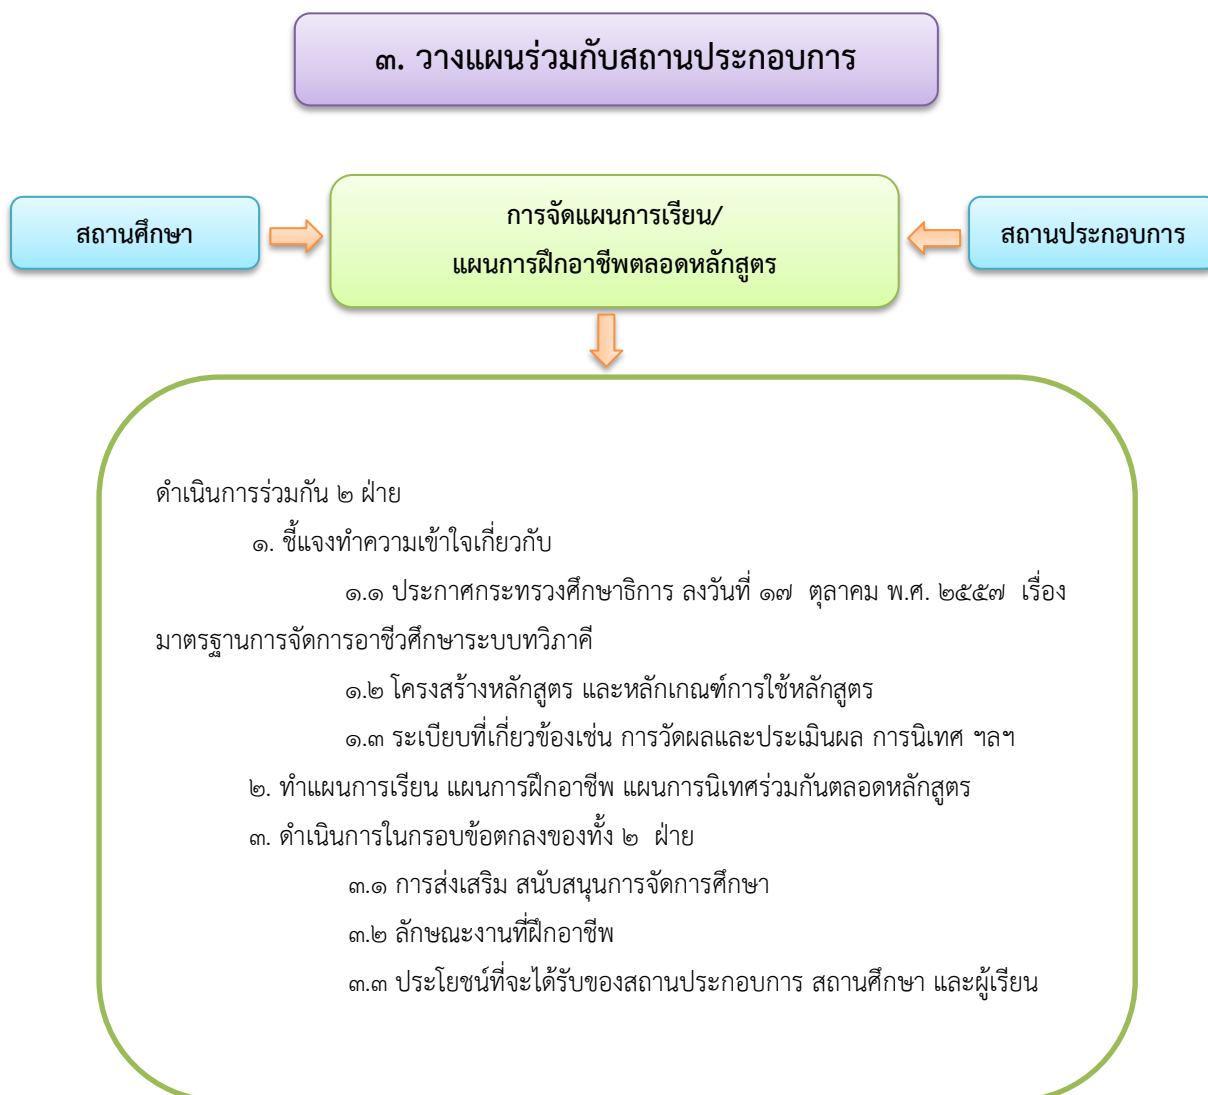 ๓. วางแผนร่วมกับสถานประกอบการ
สถานศึกษา
การจัดแผนการเรียน/
แผนการฝึกอาชีพตลอดหลักสูตร
สถานประกอบการ
ดำเนินการร่วมกัน ๒ ฝ่าย
๑. ชี้แจงทำความเข้าใจเกี่ยวกับ
๑.๑ ประกาศกระทรวงศึกษาธิการ ลงวันที่ ๑๗ ตุลาคม พ.ศ. ๒๕๕๗ เรื่อง
มาตรฐานการจัดการอาชีวศึกษาระบบทวิภาคี
๑.๒ โครงสร้างหลักสูตร และหลักเกณฑ์การใช้หลักสูตร
๑.๓ ระเบียบที่เกี่ยวข้องเช่น การวัดผลและประเมินผล การนิเทศ ฯลฯ
๒. ทำแผนการเรียน แผนการฝึกอาชีพ แผนการนิเทศร่วมกันตลอดหลักสูตร
๓. ดำเนินการในกรอบข้อตกลงของทั้ง ๒ ฝ่าย
๓.๑ การส่งเสริม สนับสนุนการจัดการศึกษา
๓.๒ ลักษณะงานที่ฝึกอาชีพ
๓.๓ ประโยชน์ที่จะได้รับของสถานประกอบการ สถานศึกษา และผู้เรียน